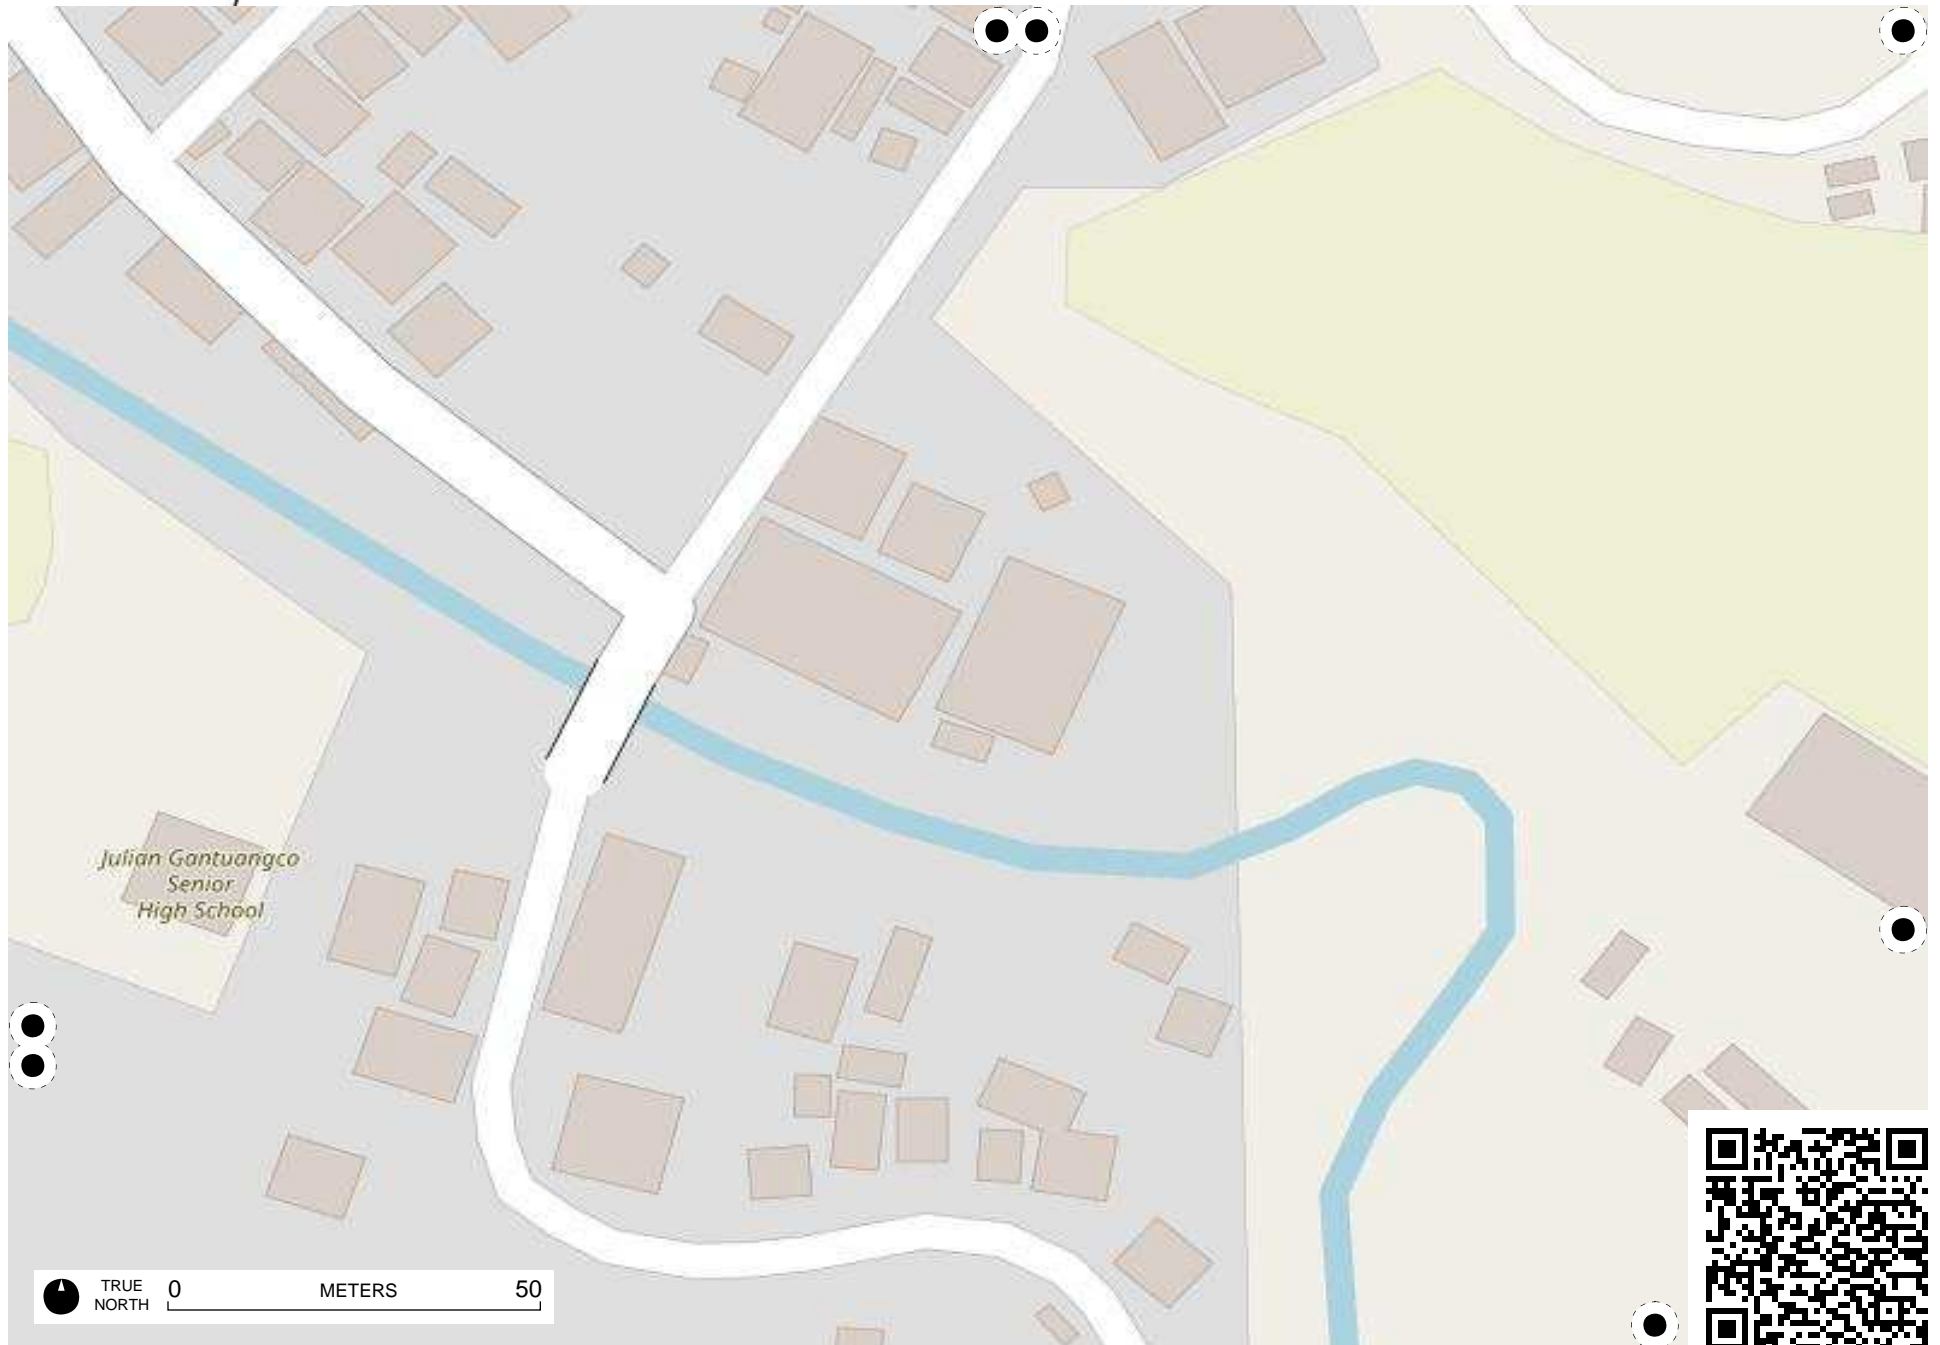 Julian Gantuangco
Senior
High School
TRUE
NORTH
0 METERS 50